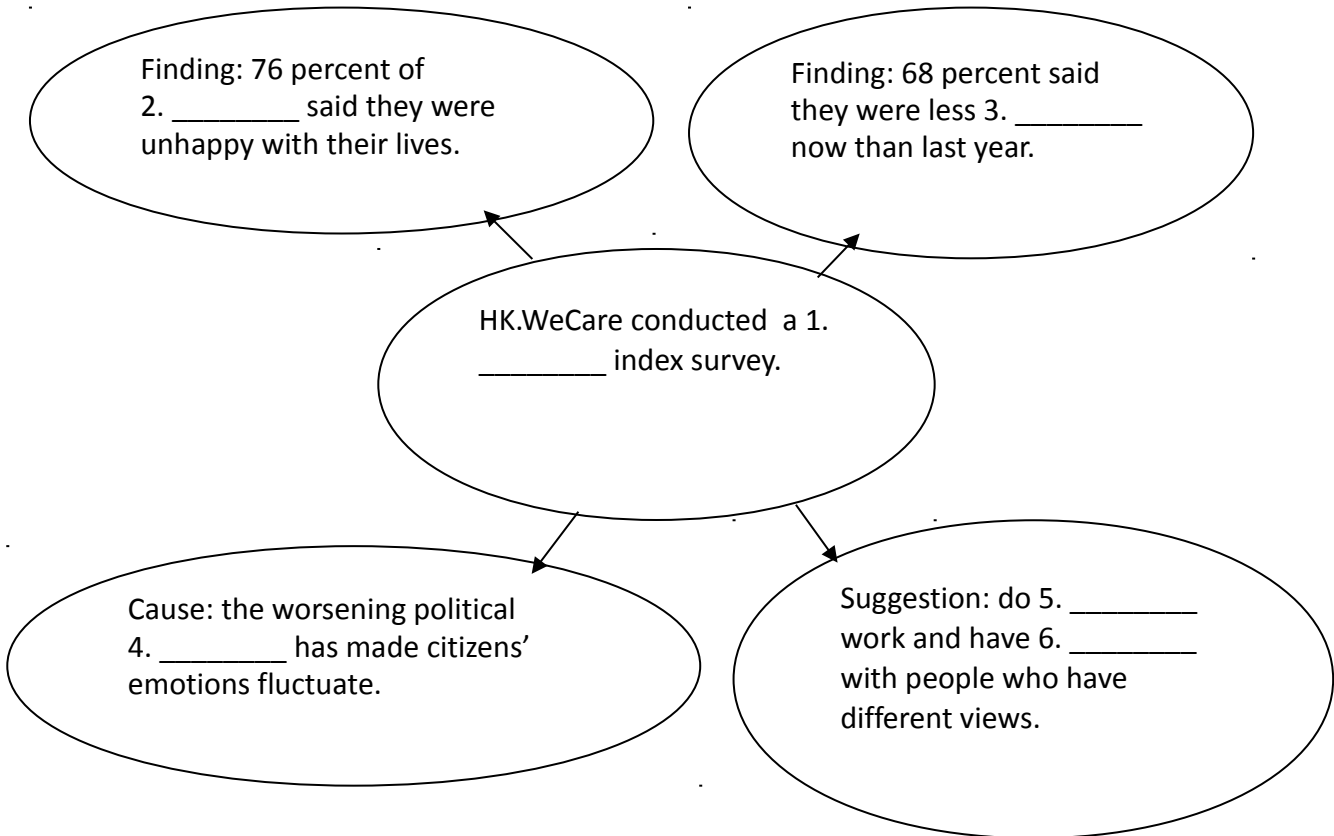 Finding: 76 percent of
2. ________ said they were
unhappy with their lives.
Finding: 68 percent said
they were less 3. ________
now than last year.
HK.WeCare conducted  a 1.
________ index survey.
Cause: the worsening political
4. ________ has made citizens’
emotions fluctuate.
Suggestion: do 5. ________
work and have 6. ________
with people who have
different views.